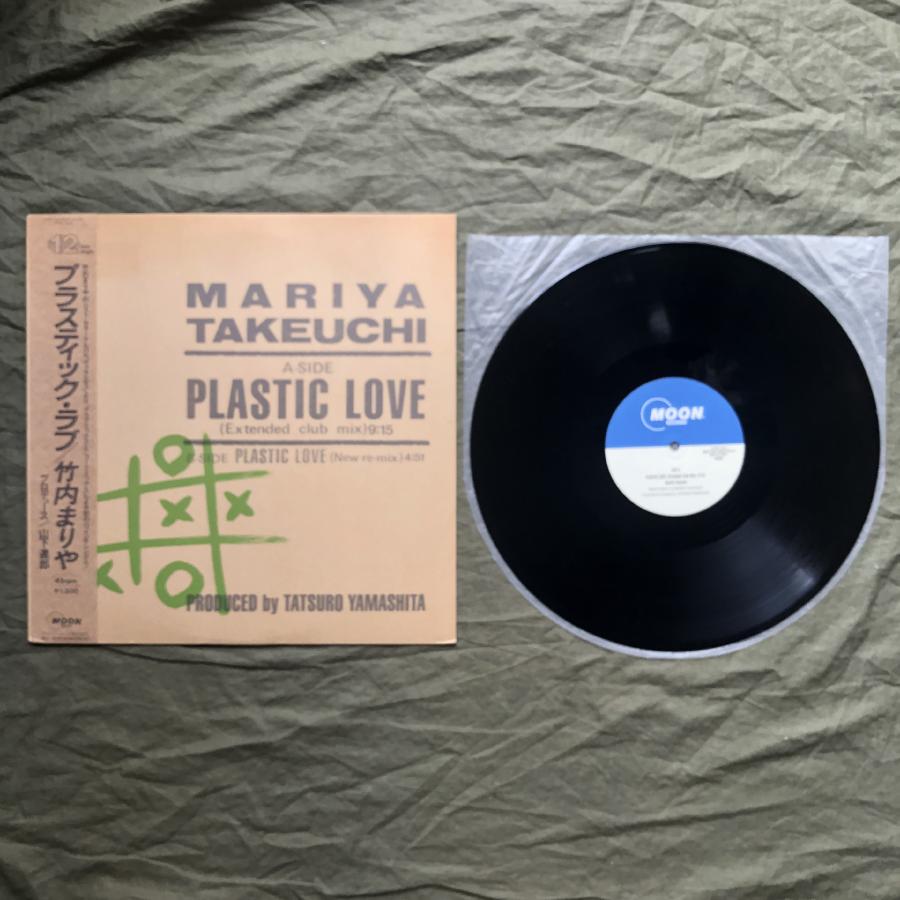 12
プラスティック・ラブ/竹内まりや
プロデュース/山下達郎
45rpm
¥1,500
MOON
MARIYA
TAKEUCHI
A-SIDE
PLASTIC LOVE
(Extended club mix)9:15
B-SIDE PLASTIC LOVE (New re-mix) 4:51
PRODUCED by TATSURO YAMASHITA
MOON